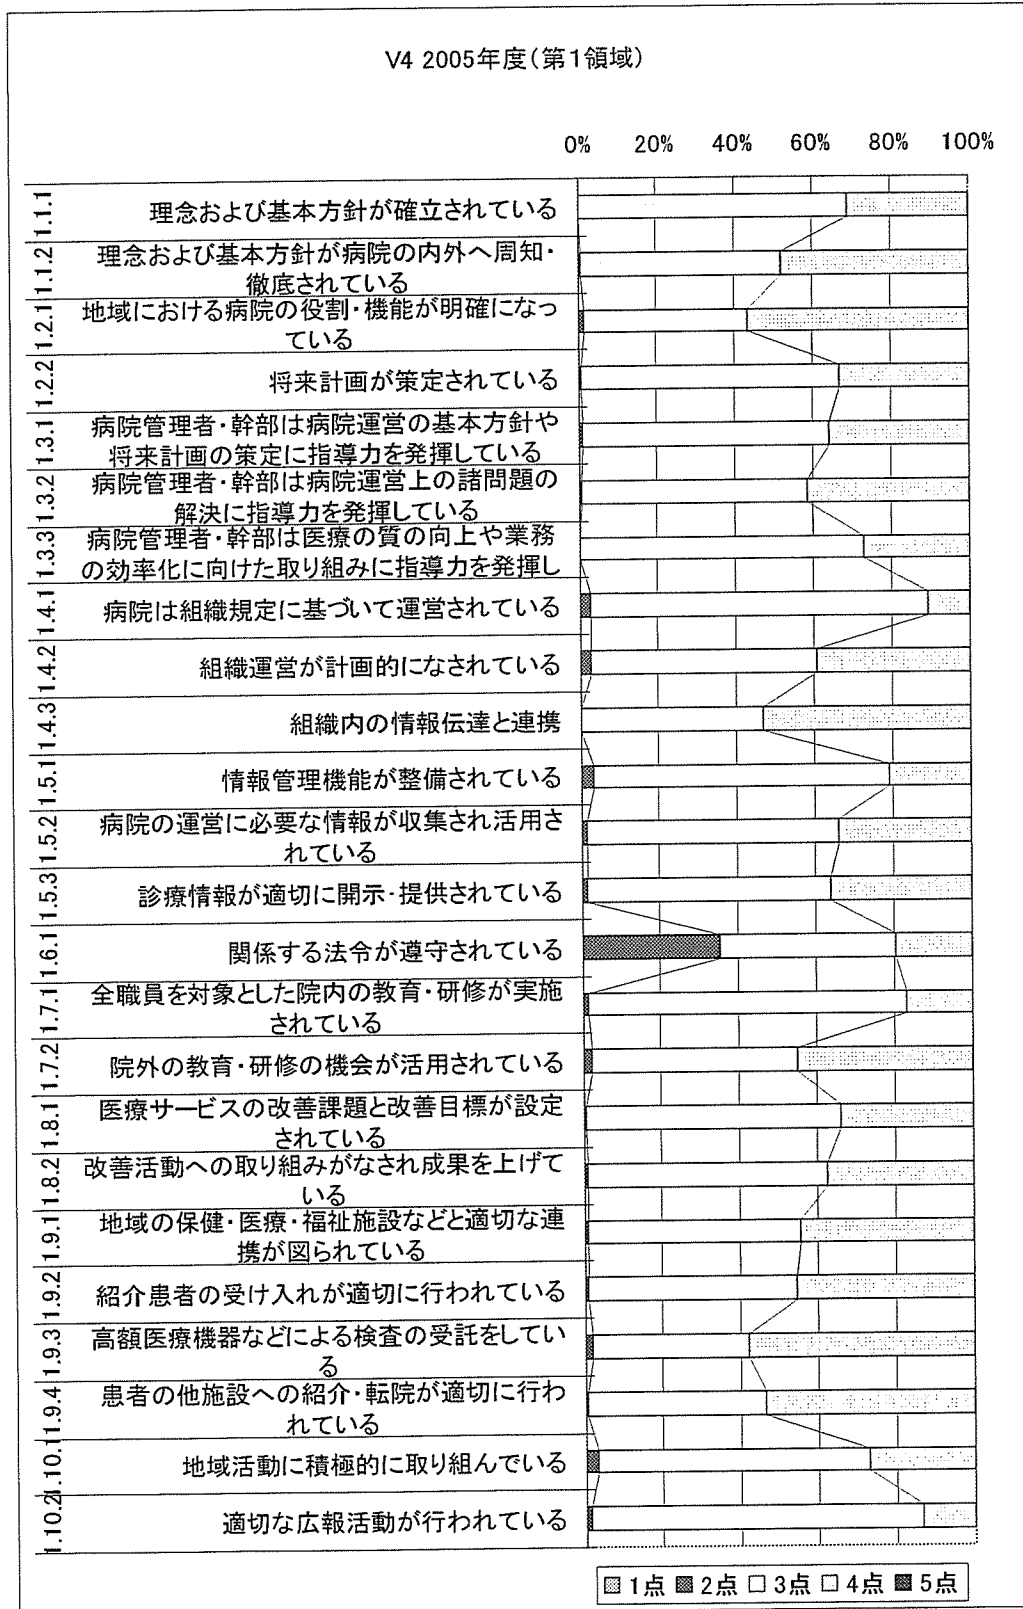 V4 2005年度(第1領域)
0% 20% 40% 60% 80% 100%
1.1.1 理念および基本方針が確立されている
1.1.2 理念および基本方針が病院の内外へ周知・
徹底されている
1.2.1 地域における病院の役割・機能が明確になっ
ている
1.2.2 将来計画が策定されている
1.3.1 病院管理者・幹部は病院運営の基本方針や
将来計画の策定に指導力を発揮している
1.3.2 病院管理者・幹部は病院運営上の諸問題の
解決に指導力を発揮している
1.3.3 病院管理者・幹部は医療の質の向上や業務
の効率化に向けた取り組みに指導力を発揮し
1.4.1 病院は組織規定に基づいて運営されている
1.4.2 組織運営が計画的になされている
1.4.3 組織内の情報伝達と連携
1.5.1 情報管理機能が整備されている
1.5.2 病院の運営に必要な情報が収集され活用さ
れている
1.5.3 診療情報が適切に開示・提供されている
1.6.1 関係する法令が遵守されている
1.7.1 全職員を対象とした院内の教育・研修が実施
されている
1.7.2 院外の教育・研修の機会が活用されている
1.8.1 医療サービスの改善課題と改善目標が設定
されている
1.8.2 改善活動への取り組みがなされ成果を上げて
いる
1.9.1 地域の保健・医療・福祉施設などと適切な連
携が図られている
1.9.2 紹介患者の受け入れが適切に行われている
1.9.3 高額医療機器などによる検査の受託をしてい
る
1.9.4 患者の他施設への紹介・転院が適切に行わ
れている
1.10.1 地域活動に積極的に取り組んでいる
1.10.2 適切な広報活動が行われている
1点 2点 3点 4点 5点